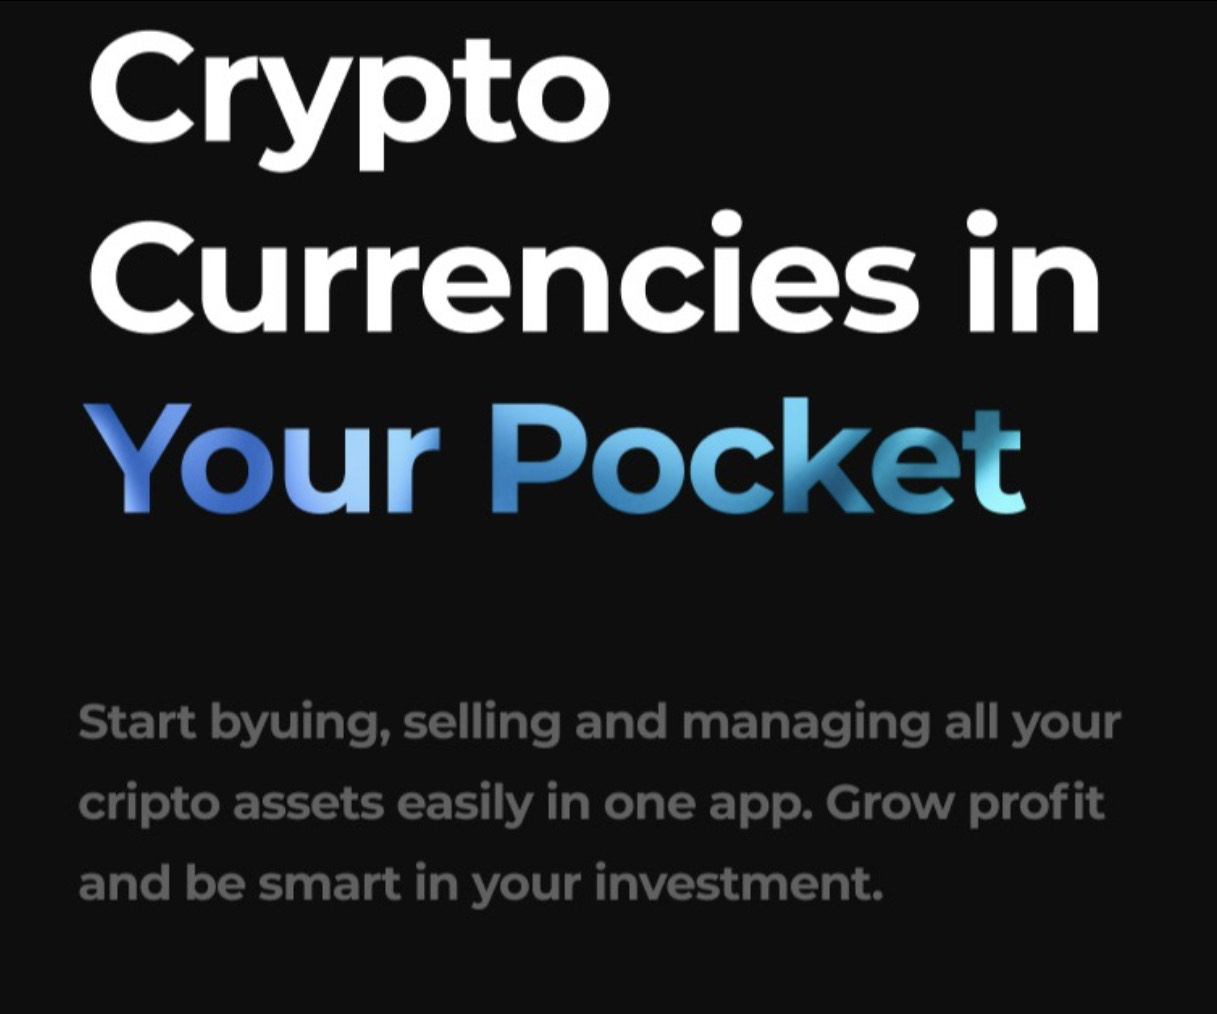 Crypto
Currencies in
Your Pocket
Start byuing, selling and managing all your
cripto assets easily in one app. Grow profit
and be smart in your investment.